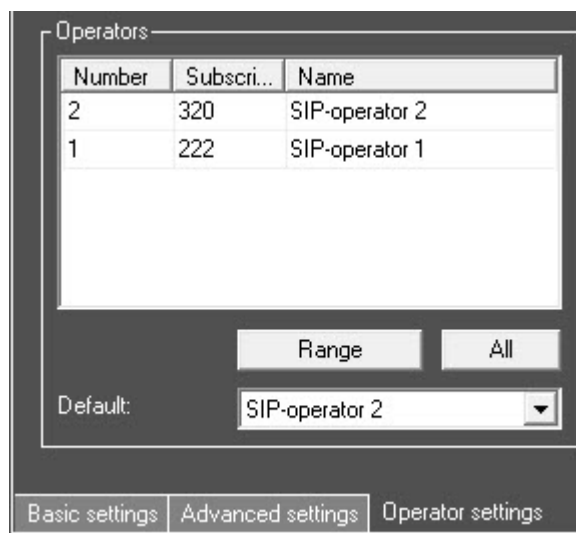 Operators
Number Subscri... Name
2 320 SIP-operator 2
1 222 SIP-operator 1
Range All
Default: SIP-operator 2
Basic settings Advanced settings Operator settings